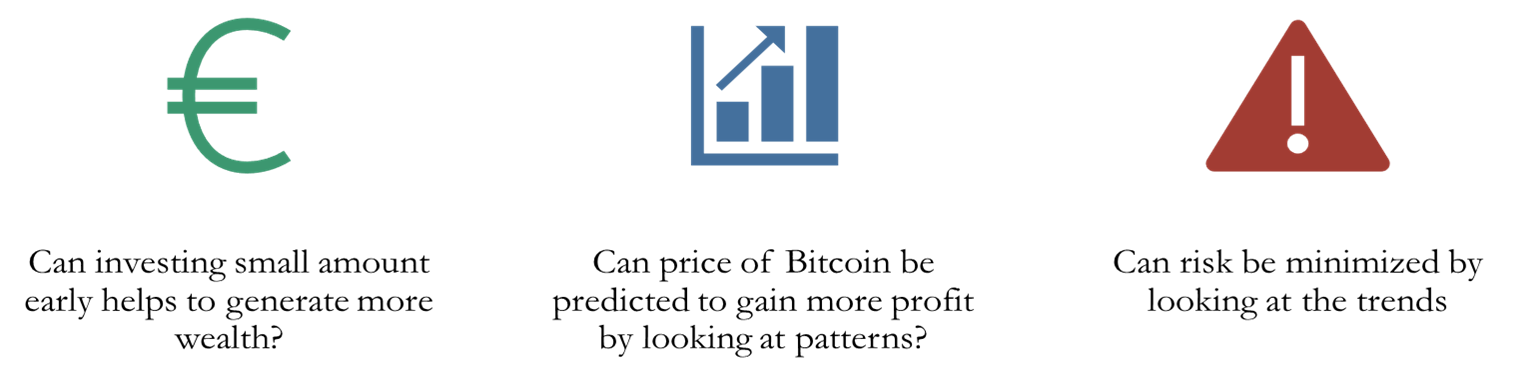 Can investing small amount
early helps to generate more
wealth?
Can price of Bitcoin be
predicted to gain more profit
by looking at patterns?
Can risk be minimized by
looking at the trends